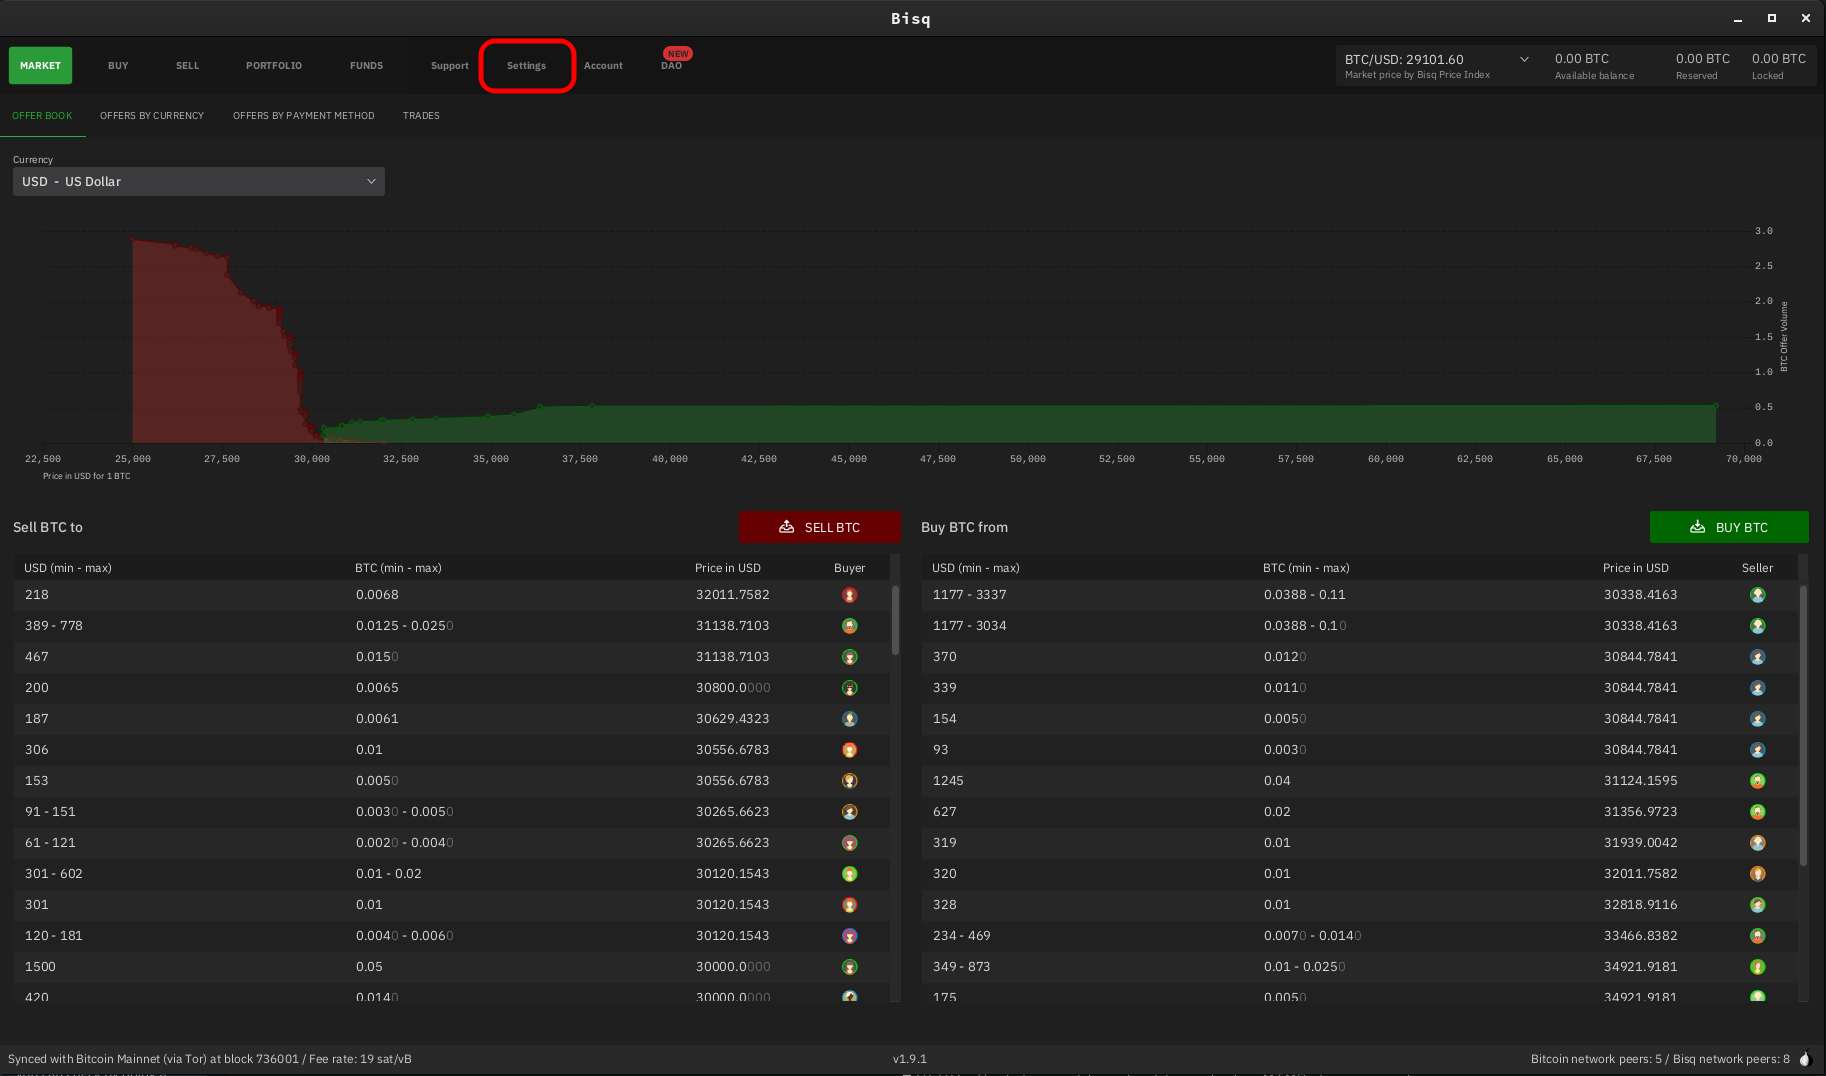 Bisq
MARKET BUY SELL PORTFOLIO FUNDS Support Settings Account DAO NEW
BTC/USD: 29101.60 0.00 BTC 0.00 BTC 0.00 BTC
Market price by Bisq Price Index Available balance Reserved Locked
OFFER BOOK OFFERS BY CURRENCY OFFERS BY PAYMENT METHOD TRADES
Currency
USD - US Dollar
3.0
2.5
2.0
1.5
1.0
0.5
0.0
BTC Offer Volume
22,500 25,000 27,500 30,000 32,500 35,000 37,500 40,000 42,500 45,000 47,500 50,000 52,500 55,000 57,500 60,000 62,500 65,000 67,500 70,000
Price in USD for 1 BTC
Sell BTC to SELL BTC
USD (min - max) BTC (min - max) Price in USD Buyer
218 0.0068 32011.7582
389 - 778 0.0125 - 0.0250 31138.7103
467 0.0150 31138.7103
200 0.0065 30800.0000
187 0.0061 30629.4323
306 0.01 30556.6783
153 0.0050 30556.6783
91 - 151 0.0030 - 0.0050 30265.6623
61 - 121 0.0020 - 0.0040 30265.6623
301 - 602 0.01 - 0.02 30120.1543
301 0.01 30120.1543
120 - 181 0.0040 - 0.0060 30120.1543
1500 0.05 30000.0000
420 0.0140 30000.0000
Buy BTC from BUY BTC
USD (min - max) BTC (min - max) Price in USD Seller
1177 - 3337 0.0388 - 0.11 30338.4163
1177 - 3034 0.0388 - 0.10 30338.4163
370 0.0120 30844.7841
339 0.0110 30844.7841
154 0.0050 30844.7841
93 0.0030 30844.7841
1245 0.04 31124.1595
627 0.02 31356.9723
319 0.01 31939.0042
320 0.01 32011.7582
328 0.01 32818.9116
234 - 469 0.0070 - 0.0140 33466.8382
349 - 873 0.01 - 0.0250 34921.9181
175 0.0050 34921.9181
Synced with Bitcoin Mainnet (via Tor) at block 736001 / Fee rate: 19 sat/vB v1.9.1 Bitcoin network peers: 5 / Bisq network peers: 8